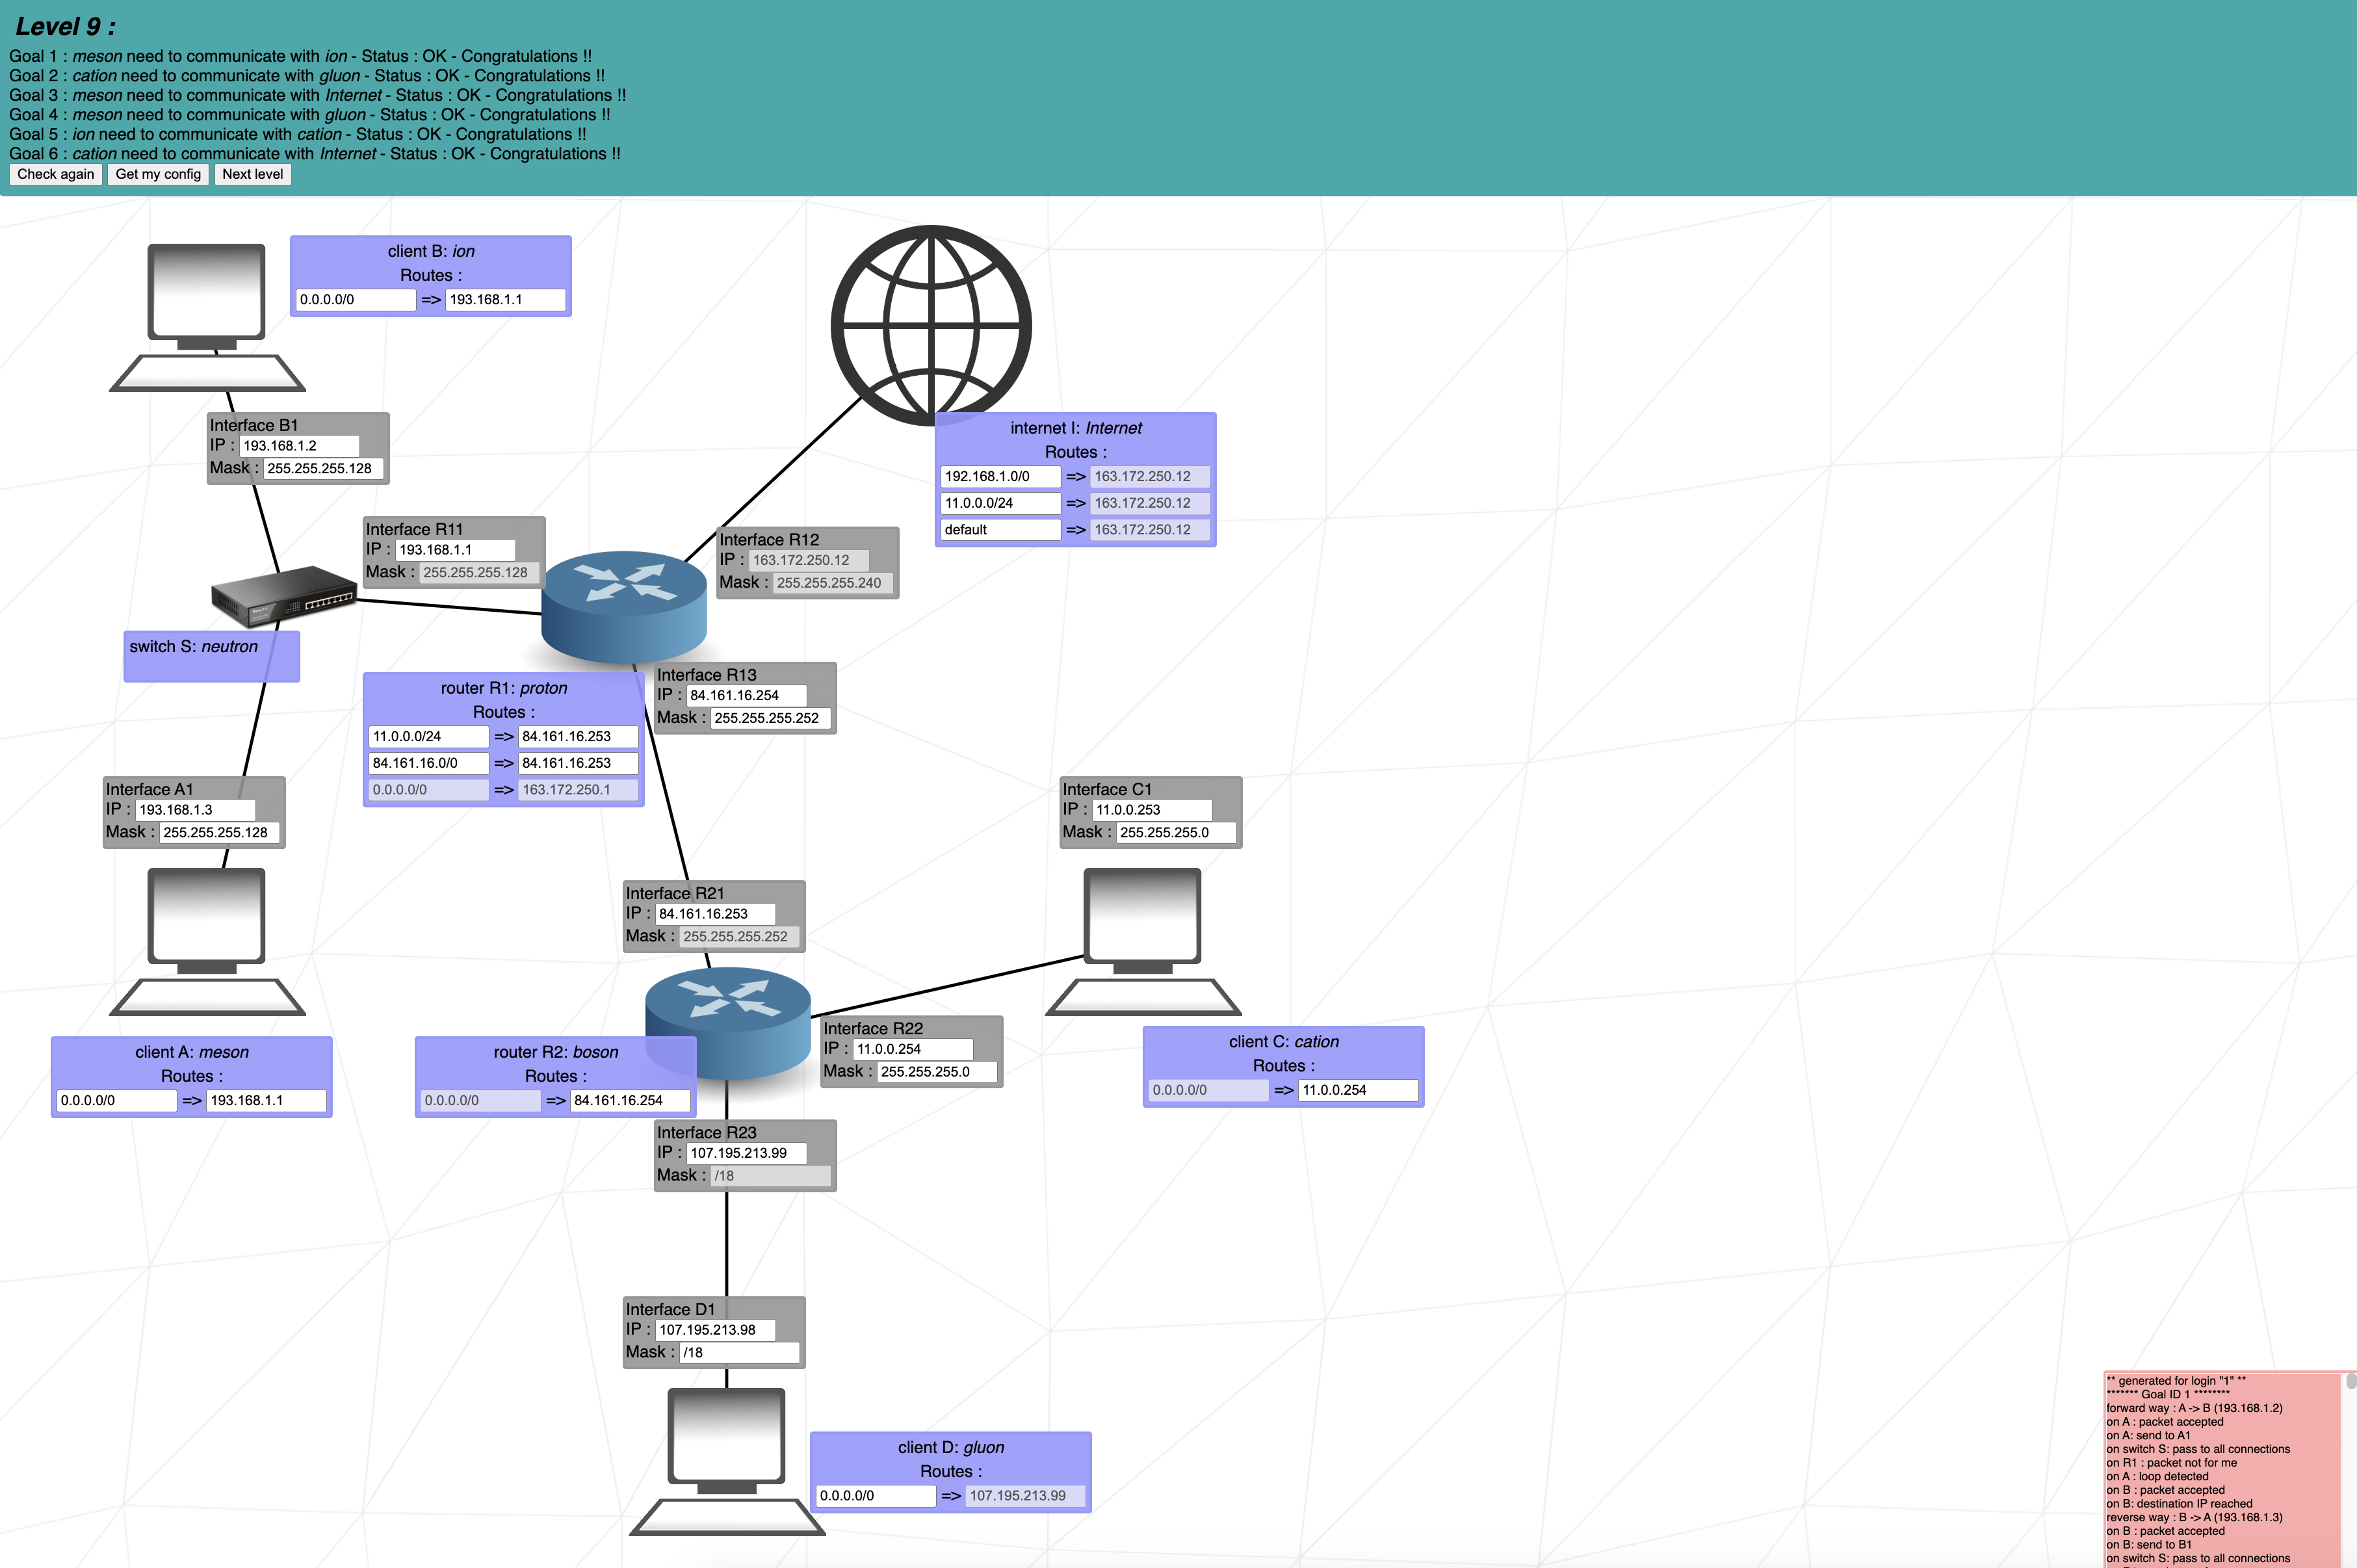 Level 9 :
Goal 1 : meson need to communicate with ion - Status : OK - Congratulations !!
Goal 2 : cation need to communicate with gluon - Status : OK - Congratulations !!
Goal 3 : meson need to communicate with Internet - Status : OK - Congratulations !!
Goal 4 : meson need to communicate with gluon - Status : OK - Congratulations !!
Goal 5 : ion need to communicate with cation - Status : OK - Congratulations !!
Goal 6 : cation need to communicate with Internet - Status : OK - Congratulations !!
Check again Get my config Next level
client B: ion
Routes :
0.0.0.0/0 => 193.168.1.1
Interface B1
IP : 193.168.1.2
Mask : 255.255.255.128
internet I: Internet
Routes :
192.168.1.0/0 => 163.172.250.12
11.0.0.0/24 => 163.172.250.12
default => 163.172.250.12
Interface R11
IP : 193.168.1.1
Mask : 255.255.255.128
Interface R12
IP : 163.172.250.12
Mask : 255.255.255.240
switch S: neutron
Interface R13
IP : 84.161.16.254
Mask : 255.255.255.252
router R1: proton
Routes :
11.0.0.0/24 => 84.161.16.253
84.161.16.0/0 => 84.161.16.253
0.0.0.0/0 => 163.172.250.1
Interface A1
IP : 193.168.1.3
Mask : 255.255.255.128
Interface C1
IP : 11.0.0.253
Mask : 255.255.255.0
Interface R21
IP : 84.161.16.253
Mask : 255.255.255.252
Interface R22
IP : 11.0.0.254
Mask : 255.255.255.0
client A: meson
Routes :
0.0.0.0/0 => 193.168.1.1
router R2: boson
Routes :
0.0.0.0/0 => 84.161.16.254
client C: cation
Routes :
0.0.0.0/0 => 11.0.0.254
Interface R23
IP : 107.195.213.99
Mask : /18
Interface D1
IP : 107.195.213.98
Mask : /18
client D: gluon
Routes :
0.0.0.0/0 => 107.195.213.99
** generated for login "1" **
******* Goal ID 1 ********
forward way : A -> B (193.168.1.2)
on A : packet accepted
on A: send to A1
on switch S: pass to all connections
on R1 : packet not for me
on A : loop detected
on B : packet accepted
on B: destination IP reached
reverse way : B -> A (193.168.1.3)
on B : packet accepted
on B: send to B1
on switch S: pass to all connections